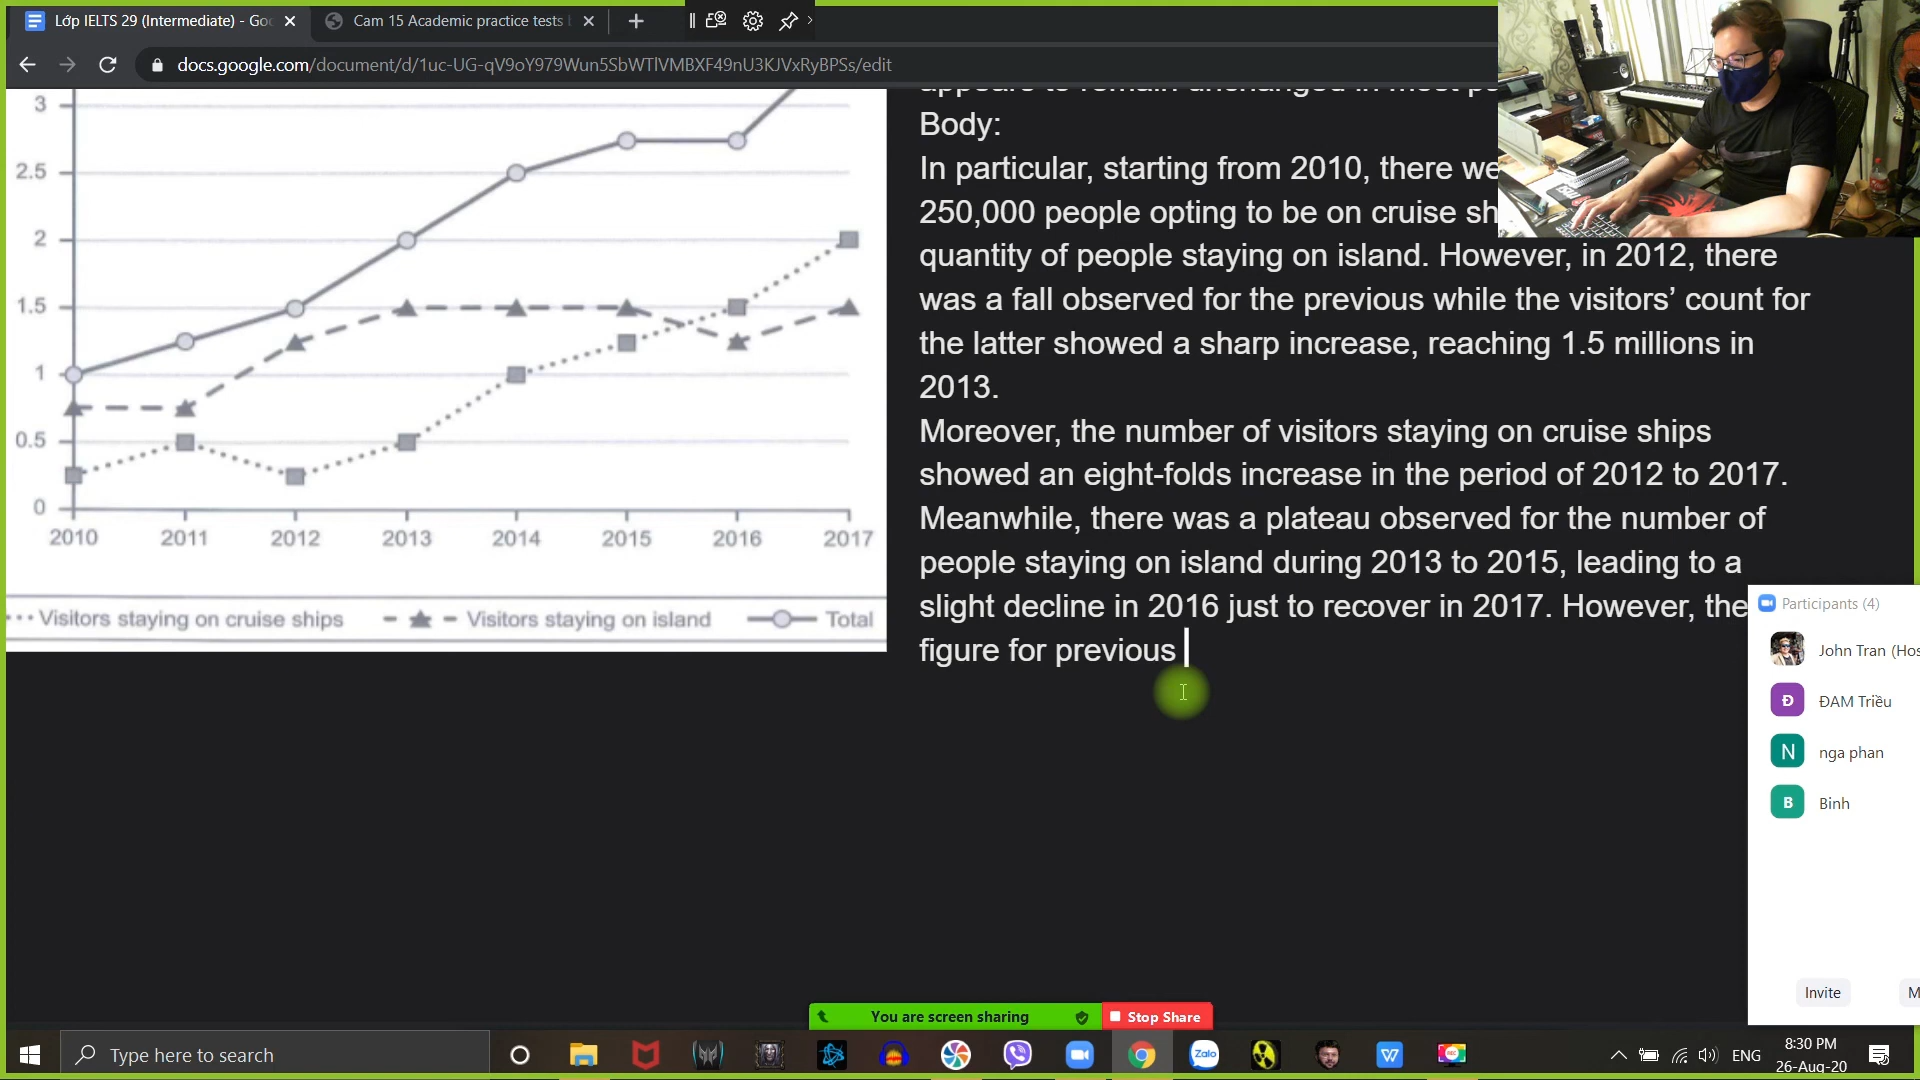 Lớp IELTS 29 (Intermediate) - Goo
Cam 15 Academic practice tests
docs.google.com/document/d/1uc-UG-qV9oY979Wun5SbWTlVMBXF49nU3KJVxRyBPSs/edit
3
2.5
2
1.5
1
0.5
0
2010 2011 2012 2013 2014 2015 2016 2017
Visitors staying on cruise ships Visitors staying on island Total
appears to remain unchanged in most
Body:
In particular, starting from 2010, there we
250,000 people opting to be on cruise sh
quantity of people staying on island. However, in 2012, there
was a fall observed for the previous while the visitors’ count for
the latter showed a sharp increase, reaching 1.5 millions in
2013.
Moreover, the number of visitors staying on cruise ships
showed an eight-folds increase in the period of 2012 to 2017.
Meanwhile, there was a plateau observed for the number of
people staying on island during 2013 to 2015, leading to a
slight decline in 2016 just to recover in 2017. However, the
figure for previous
Participants (4)
John Tran (Hos
Đ
ĐAM Triều
N
nga phan
B
Binh
Invite
M
You are screen sharing
Stop Share
Type here to search
Zalo
W
REC
ENG
8:30 PM
26-Aug-20